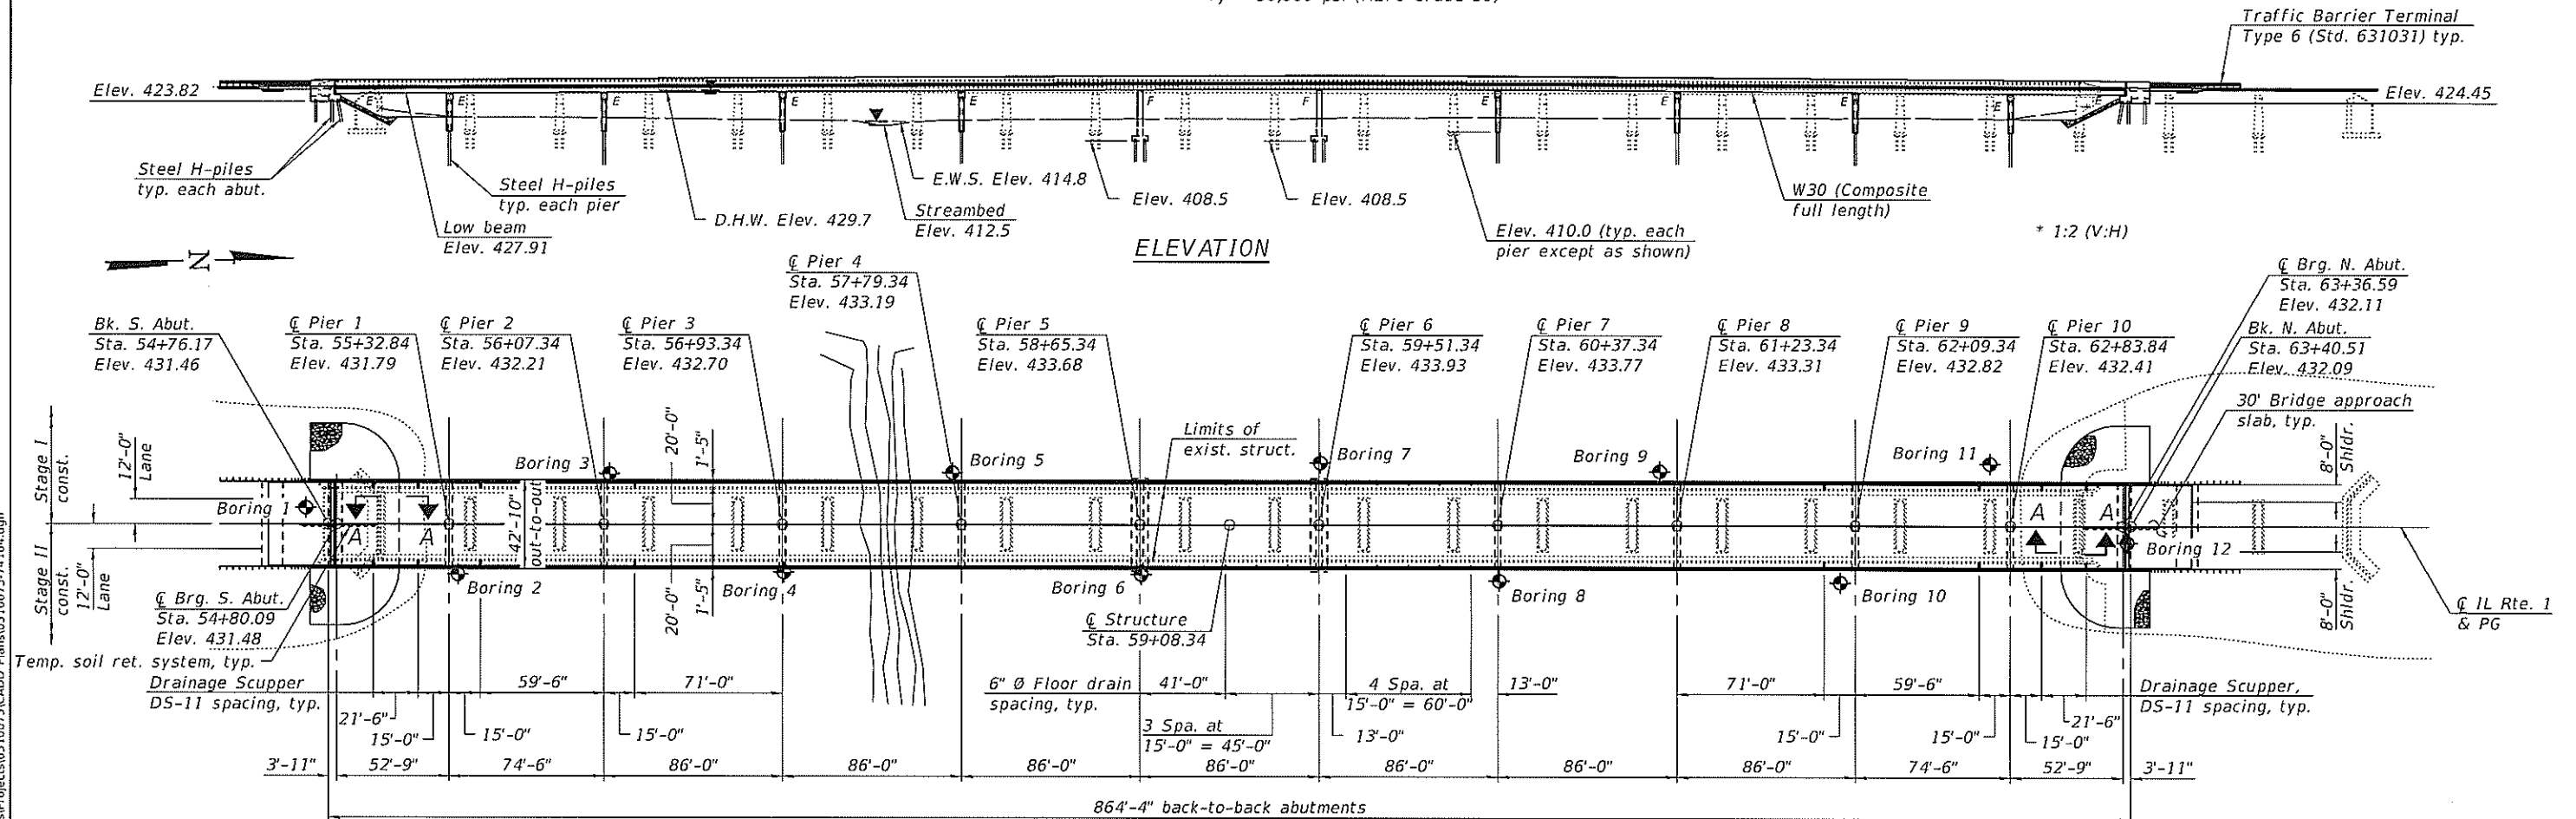 Traffic Barrier Terminal
Type 6 (Std. 631031) typ.
Elev. 423.82
E
E
E
E
E
F
F
E
E
E
E
E
Elev. 424.45
Steel H-piles
typ. each abut.
Steel H-piles
typ. each pier
Low beam
Elev. 427.91
D.H.W. Elev. 429.7
E.W.S. Elev. 414.8
Streambed
Elev. 412.5
Elev. 408.5
Elev. 408.5
Elev. 410.0 (typ. each
pier except as shown)
W30 (Composite
full length)
* 1:2 (V:H)
ELEVATION
N
Bk. S. Abut.
Sta. 54+76.17
Elev. 431.46
℄ Pier 1
Sta. 55+32.84
Elev. 431.79
℄ Pier 2
Sta. 56+07.34
Elev. 432.21
℄ Pier 3
Sta. 56+93.34
Elev. 432.70
℄ Pier 4
Sta. 57+79.34
Elev. 433.19
℄ Pier 5
Sta. 58+65.34
Elev. 433.68
℄ Pier 6
Sta. 59+51.34
Elev. 433.93
℄ Pier 7
Sta. 60+37.34
Elev. 433.77
℄ Pier 8
Sta. 61+23.34
Elev. 433.31
℄ Pier 9
Sta. 62+09.34
Elev. 432.82
℄ Pier 10
Sta. 62+83.84
Elev. 432.41
℄ Brg. N. Abut.
Sta. 63+36.59
Elev. 432.11
Bk. N. Abut.
Sta. 63+40.51
Elev. 432.09
30' Bridge approach
slab, typ.
Stage I
const.
12'-0"
Lane
Stage II
const.
12'-0"
Lane
Boring 1
Boring 3
20'-0"
1'-5"
Boring 5
Limits of
exist. struct.
Boring 7
Boring 9
Boring 11
8'-0"
Shldr.
A
A
42'-10"
out-to-out
A
A
Boring 12
Boring 2
Boring 4
20'-0"
1'-5"
Boring 6
Boring 8
Boring 10
8'-0"
Shldr.
℄ IL Rte. 1
& PG
℄ Brg. S. Abut.
Sta. 54+80.09
Elev. 431.48
℄ Structure
Sta. 59+08.34
Temp. soil ret. system, typ.
Drainage Scupper
DS-11 spacing, typ.
59'-6"
71'-0"
6" Ø Floor drain
spacing, typ.
41'-0"
3 Spa. at
15'-0" = 45'-0"
4 Spa. at
15'-0" = 60'-0"
13'-0"
13'-0"
71'-0"
59'-6"
Drainage Scupper,
DS-11 spacing, typ.
21'-6"
15'-0"
15'-0"
15'-0"
15'-0"
15'-0"
15'-0"
21'-6"
3'-11"
52'-9"
74'-6"
86'-0"
86'-0"
86'-0"
86'-0"
86'-0"
86'-0"
86'-0"
74'-6"
52'-9"
3'-11"
864'-4" back-to-back abutments